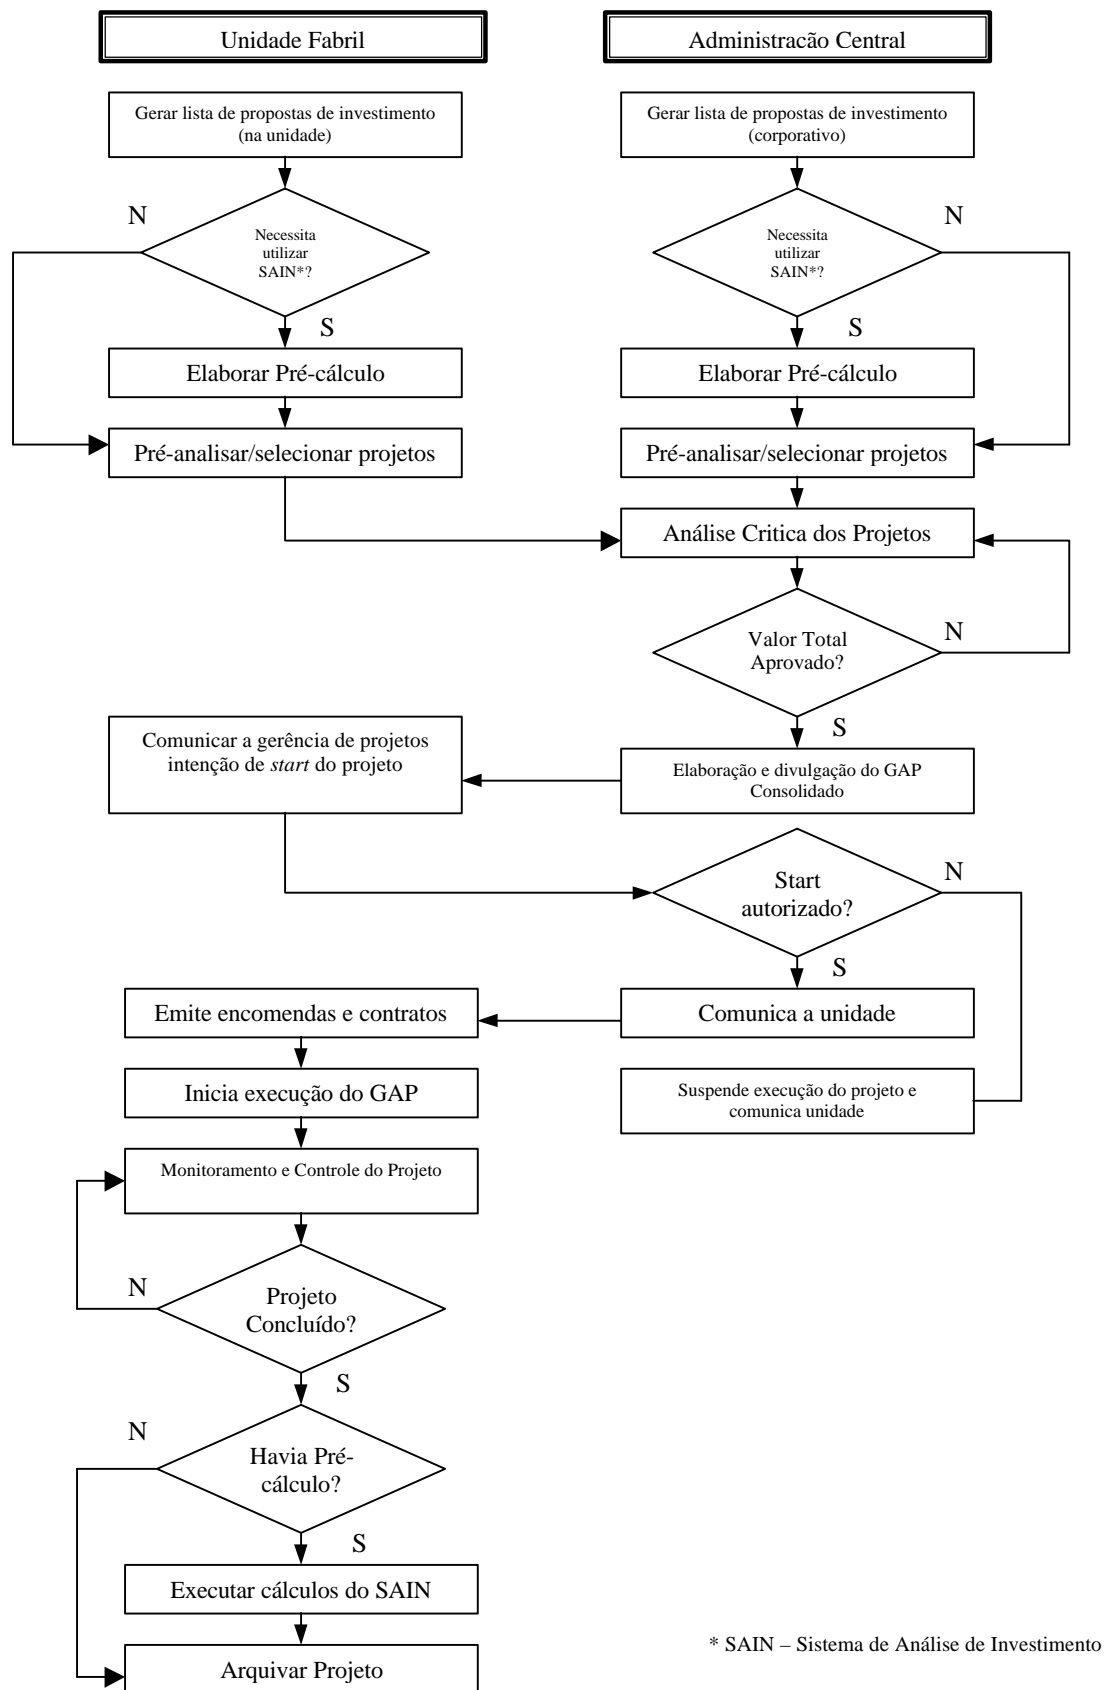 Unidade Fabril
Administracão Central
Gerar lista de propostas de investimento
(na unidade)
Gerar lista de propostas de investimento
(corporativo)
N
Necessita
utilizar
SAIN*?
S
Necessita
utilizar
SAIN*?
N
S
Elaborar Pré-cálculo
Elaborar Pré-cálculo
Pré-analisar/selecionar projetos
Pré-analisar/selecionar projetos
Análise Critica dos Projetos
Valor Total
Aprovado?
N
S
Comunicar a gerência de projetos
intenção de start do projeto
Elaboração e divulgação do GAP
Consolidado
Start
autorizado?
N
S
Emite encomendas e contratos
Comunica a unidade
Inicia execução do GAP
Suspende execução do projeto e
comunica unidade
Monitoramento e Controle do Projeto
N
Projeto
Concluído?
S
N
Havia Pré-
cálculo?
S
Executar cálculos do SAIN
* SAIN – Sistema de Análise de Investimento
Arquivar Projeto